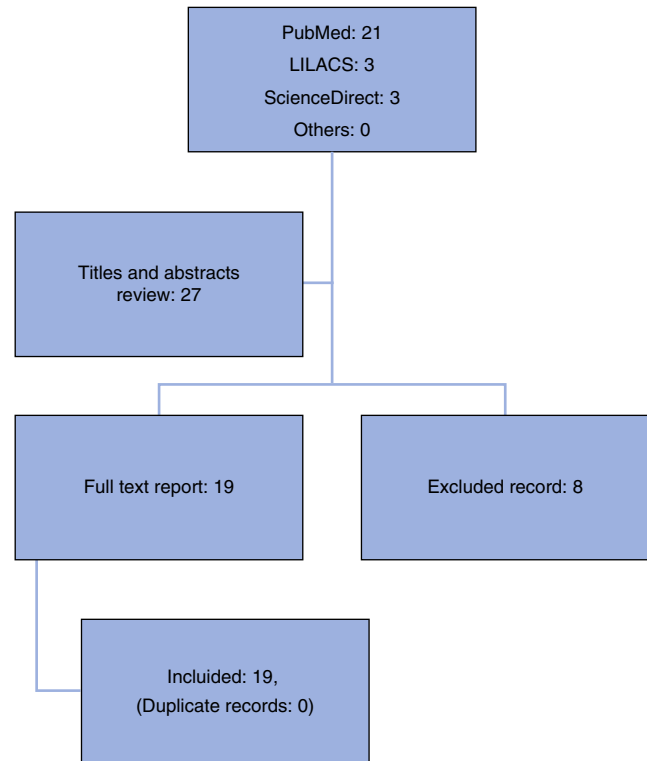 PubMed: 21
LILACS: 3
ScienceDirect: 3
Others: 0
Titles and abstracts
review: 27
Full text report: 19
Excluded record: 8
Incluided: 19,
(Duplicate records: 0)